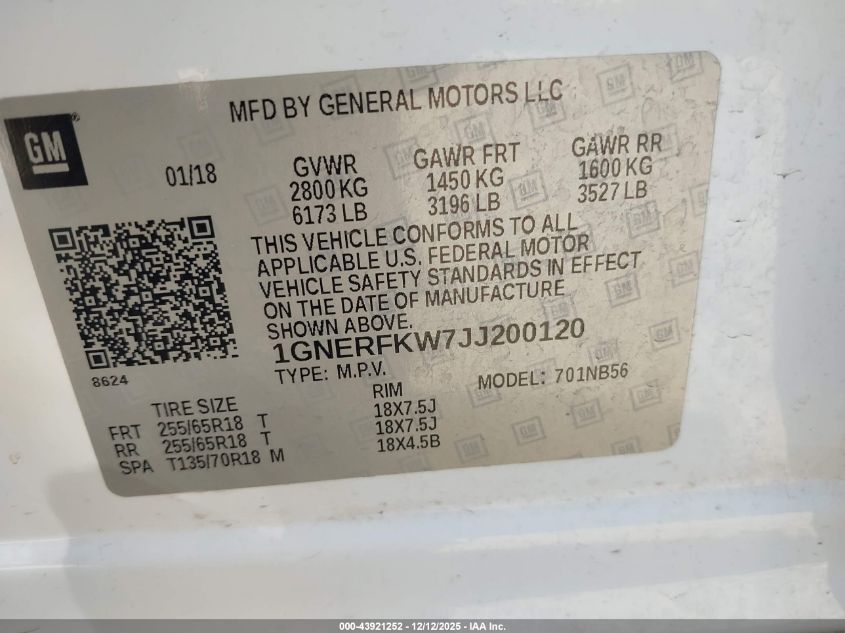 MFD BY GENERAL MOTORS LLC
GM
01/18
GVWR
2800 KG
6173 LB
GAWR FRT
1450 KG
3196 LB
GAWR RR
1600 KG
3527 LB
THIS VEHICLE CONFORMS TO ALL
APPLICABLE U.S. FEDERAL MOTOR
VEHICLE SAFETY STANDARDS IN EFFECT
ON THE DATE OF MANUFACTURE
SHOWN ABOVE.
1GNERFKW7JJ200120
8624
TYPE: M.P.V.
MODEL: 701NB56
TIRE SIZE RIM
FRT 255/65R18 T 18X7.5J
RR 255/65R18 T 18X7.5J
SPA T135/70R18 M 18X4.5B
000-43921252 - 12/12/2025 - IAA Inc.